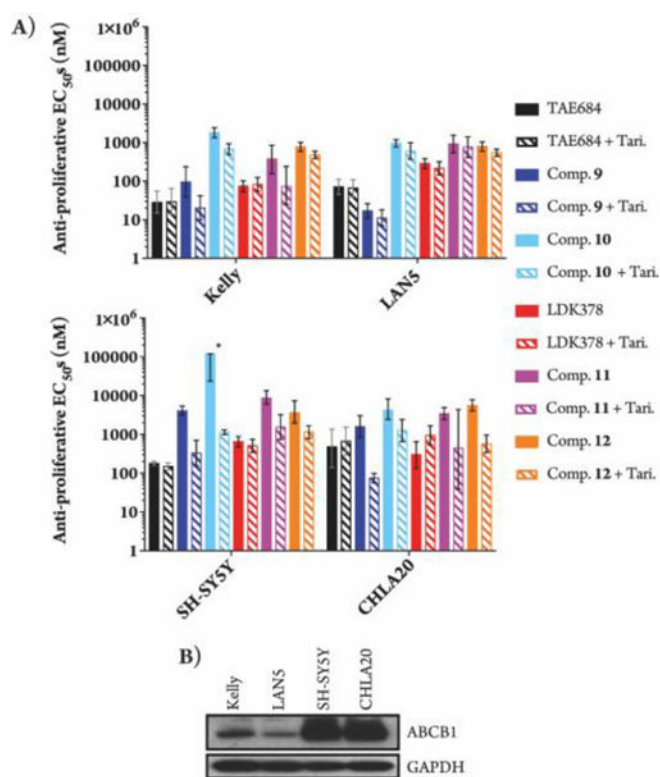 A)
Anti-proliferative EC50s (nM)
1×10⁶
100000
10000
1000
100
10
1
Kelly
LAN5
Anti-proliferative EC50s (nM)
1×10⁶
100000
10000
1000
100
10
1
*
SH-SY5Y
CHLA20
TAE684
TAE684 + Tari.
Comp. 9
Comp. 9 + Tari.
Comp. 10
Comp. 10 + Tari.
LDK378
LDK378 + Tari.
Comp. 11
Comp. 11 + Tari.
Comp. 12
Comp. 12 + Tari.
B)
Kelly
LAN5
SH-SY5Y
CHLA20
ABCB1
GAPDH